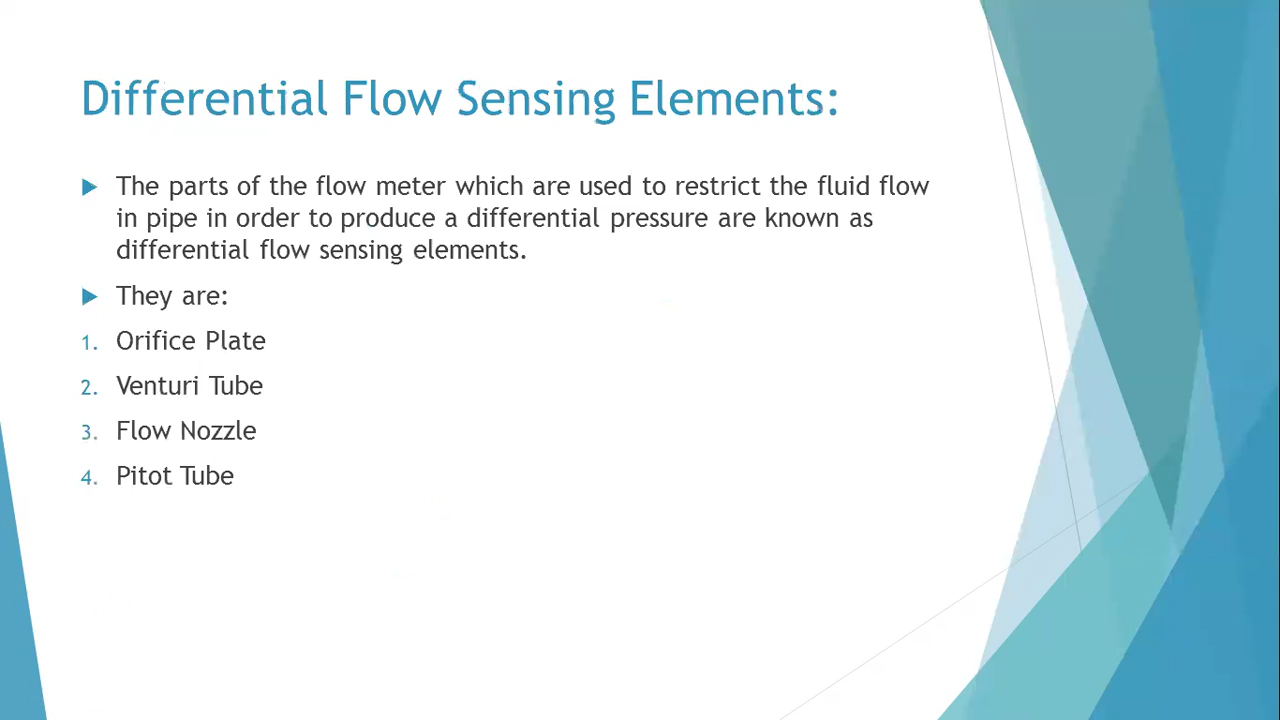 Differential Flow Sensing Elements:
▶ The parts of the flow meter which are used to restrict the fluid flow
in pipe in order to produce a differential pressure are known as
differential flow sensing elements.
▶ They are:
1. Orifice Plate
2. Venturi Tube
3. Flow Nozzle
4. Pitot Tube